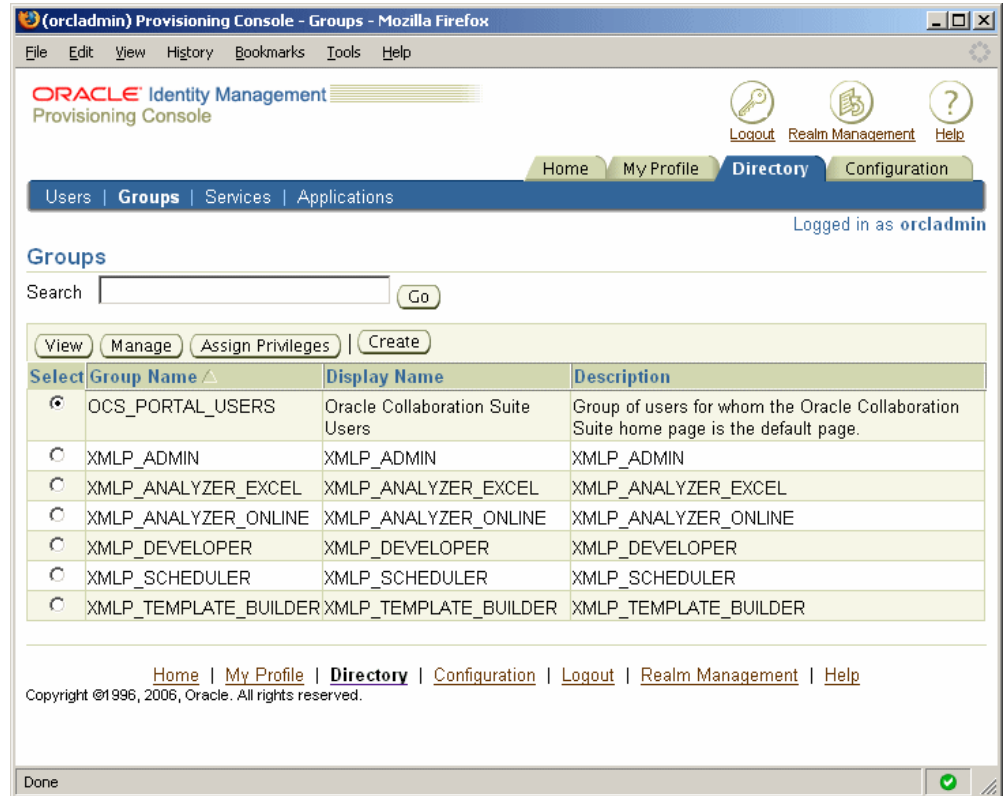 (orcladmin) Provisioning Console - Groups - Mozilla Firefox
File Edit View History Bookmarks Tools Help
ORACLE Identity Management
Provisioning Console
Logout Realm Management Help
Home My Profile Directory Configuration
Users | Groups | Services | Applications
Logged in as orcladmin
Groups
Search Go
View Manage Assign Privileges | Create
Select Group Name Display Name Description
OCS_PORTAL_USERS Oracle Collaboration Suite Group of users for whom the Oracle Collaboration
Users Suite home page is the default page.
XMLP_ADMIN XMLP_ADMIN XMLP_ADMIN
XMLP_ANALYZER_EXCEL XMLP_ANALYZER_EXCEL XMLP_ANALYZER_EXCEL
XMLP_ANALYZER_ONLINE XMLP_ANALYZER_ONLINE XMLP_ANALYZER_ONLINE
XMLP_DEVELOPER XMLP_DEVELOPER XMLP_DEVELOPER
XMLP_SCHEDULER XMLP_SCHEDULER XMLP_SCHEDULER
XMLP_TEMPLATE_BUILDER XMLP_TEMPLATE_BUILDER XMLP_TEMPLATE_BUILDER
Home | My Profile | Directory | Configuration | Logout | Realm Management | Help
Copyright ©1996, 2006, Oracle. All rights reserved.
Done